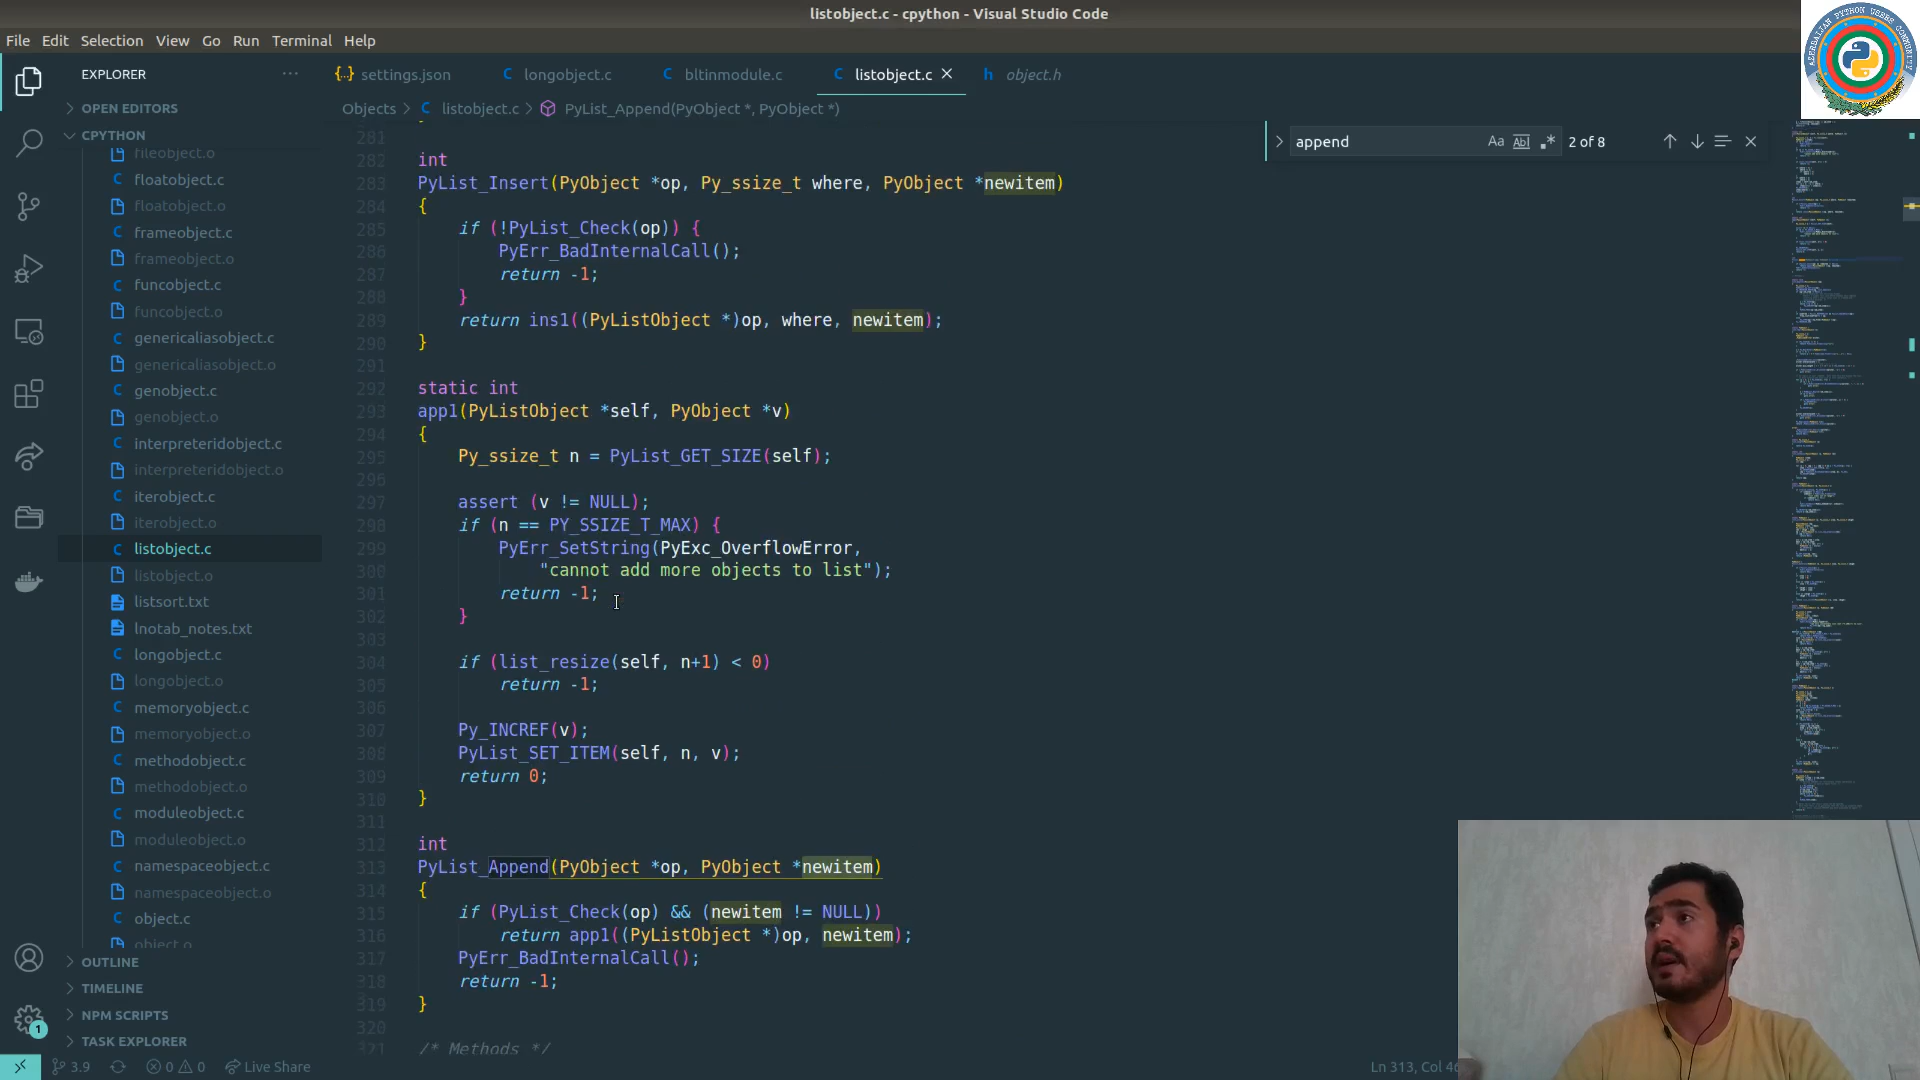 listobject.c - cpython - Visual Studio Code
File Edit Selection View Go Run Terminal Help
EXPLORER ···
settings.json longobject.c bltinmodule.c listobject.c object.h
OPEN EDITORS
Objects > listobject.c > PyList_Append(PyObject *, PyObject *)
CPYTHON
append
2 of 8
fileobject.o
floatobject.c
floatobject.o
frameobject.c
frameobject.o
funcobject.c
funcobject.o
genericaliasobject.c
genericaliasobject.o
genobject.c
genobject.o
interpreteridobject.c
interpreteridobject.o
iterobject.c
iterobject.o
listobject.c
listobject.o
listsort.txt
lnotab_notes.txt
longobject.c
longobject.o
memoryobject.c
memoryobject.o
methodobject.c
methodobject.o
moduleobject.c
moduleobject.o
namespaceobject.c
namespaceobject.o
object.c
object.o
OUTLINE
TIMELINE
NPM SCRIPTS
TASK EXPLORER
281
282 int
283 PyList_Insert(PyObject *op, Py_ssize_t where, PyObject *newitem)
284 {
285 if (!PyList_Check(op)) {
286 PyErr_BadInternalCall();
287 return -1;
288 }
289 return ins1((PyListObject *)op, where, newitem);
290 }
291
292 static int
293 app1(PyListObject *self, PyObject *v)
294 {
295 Py_ssize_t n = PyList_GET_SIZE(self);
296
297 assert (v != NULL);
298 if (n == PY_SSIZE_T_MAX) {
299 PyErr_SetString(PyExc_OverflowError,
300 "cannot add more objects to list");
301 return -1;
302 }
303
304 if (list_resize(self, n+1) < 0)
305 return -1;
306
307 Py_INCREF(v);
308 PyList_SET_ITEM(self, n, v);
309 return 0;
310 }
311
312 int
313 PyList_Append(PyObject *op, PyObject *newitem)
314 {
315 if (PyList_Check(op) && (newitem != NULL))
316 return app1((PyListObject *)op, newitem);
317 PyErr_BadInternalCall();
318 return -1;
319 }
320
321 /* Methods */
3.9 0 0 Live Share
Ln 313, Col 46
1
AZERBAIJAN PYTHON USERS COMMUNITY